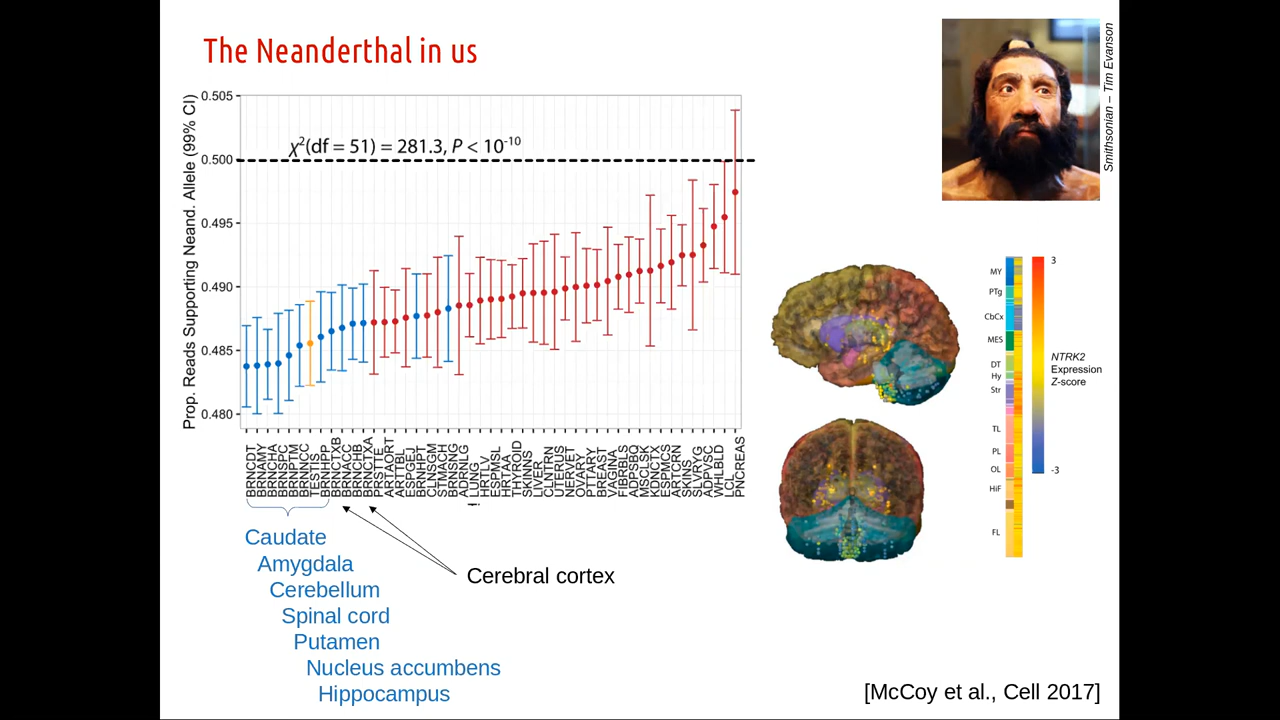 The Neanderthal in us
Smithsonian – Tim Evanson
Prop. Reads Supporting Neand. Allele (99% CI)
0.505
0.500
0.495
0.490
0.485
0.480
χ²(df = 51) = 281.3, P < 10⁻¹⁰
BRNCDT
BRNAMY
BRNCHA
BRNSPC
BRNPTM
BRNNCC
TESTIS
BRNHPP
BRNCTXB
BRNACC
BRNCHB
BRNCTXA
PRSTTE
ARTAORT
ARTTBL
ESPGEJ
BRNHPT
CLNSGM
STMACH
BRNSNG
ADRNLG
LUNG
HRTLV
ESPMSL
HRTAA
THYROID
SKINNS
LIVER
CLNTRN
UTERUS
NERVET
OVARY
PRTARY
BREAST
VAGINA
FIBRBLS
ADPSBQ
MSCLSK
KDNCTX
ESPMCS
ARTCRN
SKINS
SLVRYG
ADPVSC
WHLBLD
LCL
PNCREAS
Caudate
Amygdala
Cerebellum
Spinal cord
Putamen
Nucleus accumbens
Hippocampus
Cerebral cortex
MY
PTg
CbCx
MES
DT
Hy
Str
TL
PL
OL
HiF
FL
3
NTRK2
Expression
Z-score
-3
[McCoy et al., Cell 2017]